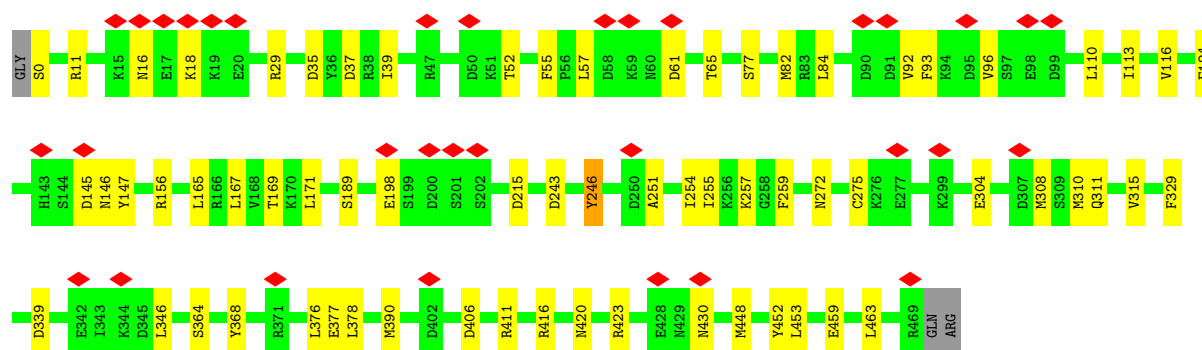 GLY S0 R11 K15 N16 E17 K18 K19 E20 R29 D35 Y36 D37 R38 I39 R47 D50 K51 T52 F55 P56 L57 D58 K59 N60 D61 T65 S77 M82 R83 L84 D90 D91 V92 F93 K94 D95 V96 S97 E98 D99 L110 I113 V116
H143 S144 D145 N146 Y147 R156 L165 R166 L167 V168 T169 K170 L171 S189 E198 S199 D200 S201 S202 D215 D243 Y246 D250 A251 I254 I255 K256 K257 G258 F259 N272 C275 K276 E277 K299 E304 D307 M308 S309 M310 Q311 V315 F329
D339 E342 I343 K344 D345 L346 S364 Y368 R371 L376 E377 L378 M390 D402 D406 R411 R416 N420 R423 E428 N429 N430 M448 Y452 L453 E459 L463 R469 GLN ARG